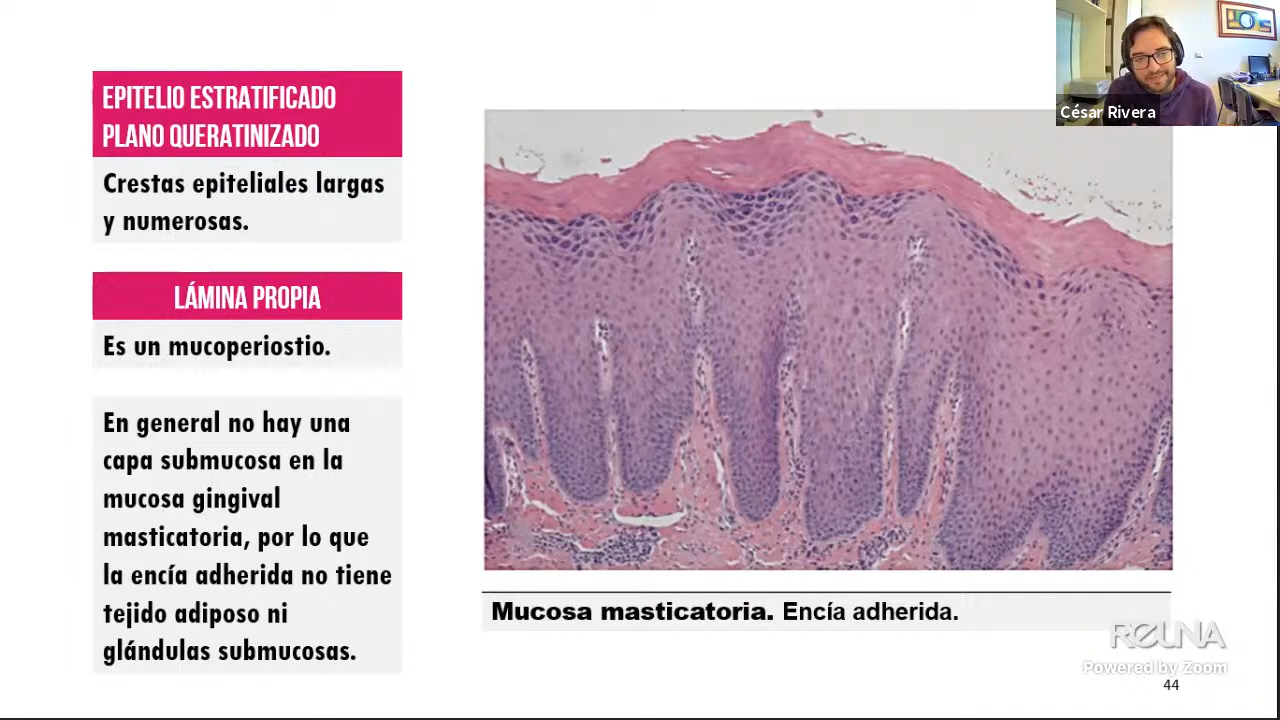 EPITELIO ESTRATIFICADO
PLANO QUERATINIZADO
Crestas epiteliales largas
y numerosas.
LÁMINA PROPIA
Es un mucoperiostio.
En general no hay una
capa submucosa en la
mucosa gingival
masticatoria, por lo que
la encía adherida no tiene
tejido adiposo ni
glándulas submucosas.
César Rivera
Mucosa masticatoria. Encía adherida.
REUNA
Powered by Zoom
44